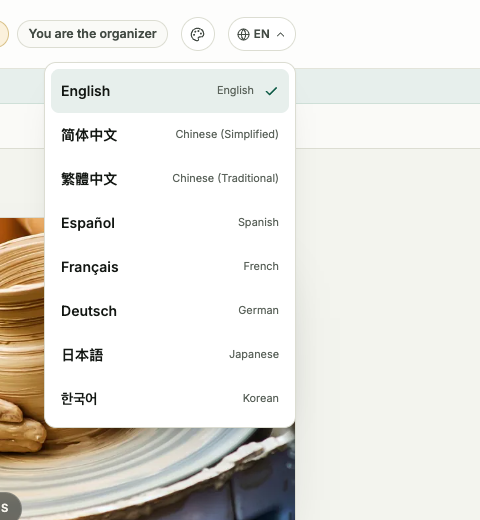 You are the organizer
EN
English English
简体中文 Chinese (Simplified)
繁體中文 Chinese (Traditional)
Español Spanish
Français French
Deutsch German
日本語 Japanese
한국어 Korean
S